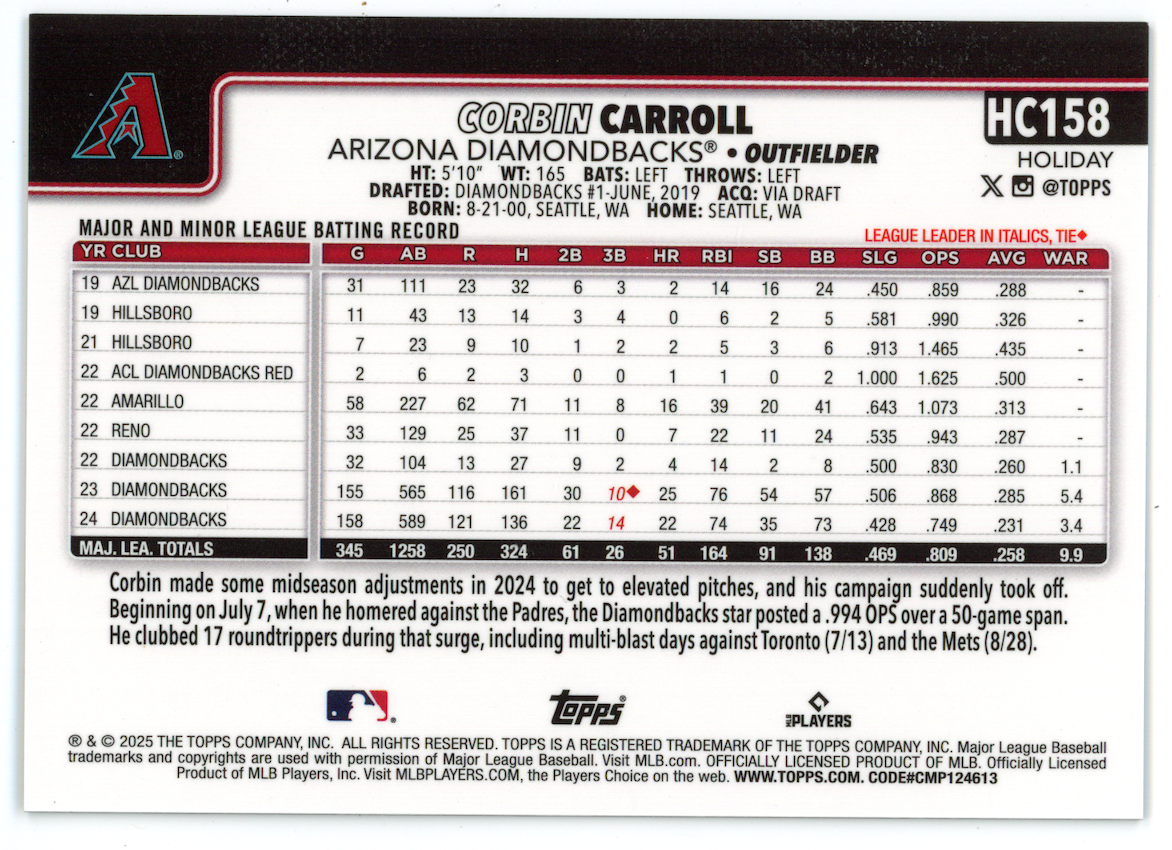 HC158
CORBIN CARROLL
ARIZONA DIAMONDBACKS® • OUTFIELDER
HOLIDAY
HT: 5'10" WT: 165 BATS: LEFT THROWS: LEFT
@TOPPS
DRAFTED: DIAMONDBACKS #1-JUNE, 2019 ACQ: VIA DRAFT
BORN: 8-21-00, SEATTLE, WA HOME: SEATTLE, WA
MAJOR AND MINOR LEAGUE BATTING RECORD
LEAGUE LEADER IN ITALICS, TIE◆
YR CLUB G AB R H 2B 3B HR RBI SB BB SLG OPS AVG WAR
19 AZL DIAMONDBACKS 31 111 23 32 6 3 2 14 16 24 .450 .859 .288 -
19 HILLSBORO 11 43 13 14 3 4 0 6 2 5 .581 .990 .326 -
21 HILLSBORO 7 23 9 10 1 2 2 5 3 6 .913 1.465 .435 -
22 ACL DIAMONDBACKS RED 2 6 2 3 0 0 1 1 0 2 1.000 1.625 .500 -
22 AMARILLO 58 227 62 71 11 8 16 39 20 41 .643 1.073 .313 -
22 RENO 33 129 25 37 11 0 7 22 11 24 .535 .943 .287 -
22 DIAMONDBACKS 32 104 13 27 9 2 4 14 2 8 .500 .830 .260 1.1
23 DIAMONDBACKS 155 565 116 161 30 10◆ 25 76 54 57 .506 .868 .285 5.4
24 DIAMONDBACKS 158 589 121 136 22 14 22 74 35 73 .428 .749 .231 3.4
MAJ. LEA. TOTALS 345 1258 250 324 61 26 51 164 91 138 .469 .809 .258 9.9
Corbin made some midseason adjustments in 2024 to get to elevated pitches, and his campaign suddenly took off.
Beginning on July 7, when he homered against the Padres, the Diamondbacks star posted a .994 OPS over a 50-game span.
He clubbed 17 roundtrippers during that surge, including multi-blast days against Toronto (7/13) and the Mets (8/28).
TOPPS®
MLB PLAYERS
® & © 2025 THE TOPPS COMPANY, INC. ALL RIGHTS RESERVED. TOPPS IS A REGISTERED TRADEMARK OF THE TOPPS COMPANY, INC. Major League Baseball
trademarks and copyrights are used with permission of Major League Baseball. Visit MLB.com. OFFICIALLY LICENSED PRODUCT OF MLB. Officially Licensed
Product of MLB Players, Inc. Visit MLBPLAYERS.COM, the Players Choice on the web. WWW.TOPPS.COM. CODE#CMP124613